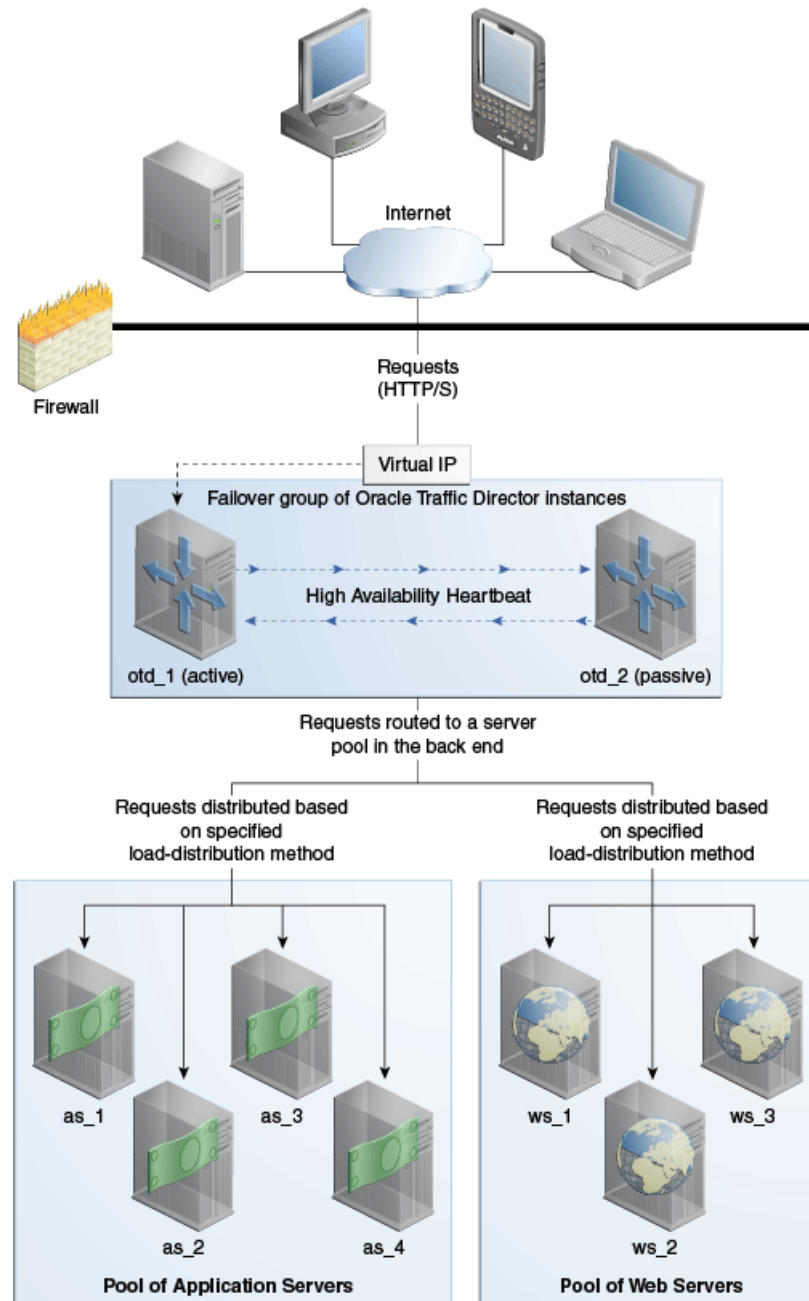 Internet
Firewall
Requests
(HTTP/S)
Virtual IP
Failover group of Oracle Traffic Director instances
High Availability Heartbeat
otd_1 (active)
otd_2 (passive)
Requests routed to a server
pool in the back end
Requests distributed based
on specified
load-distribution method
Requests distributed based
on specified
load-distribution method
as_1
as_3
as_2
as_4
Pool of Application Servers
ws_1
ws_3
ws_2
Pool of Web Servers